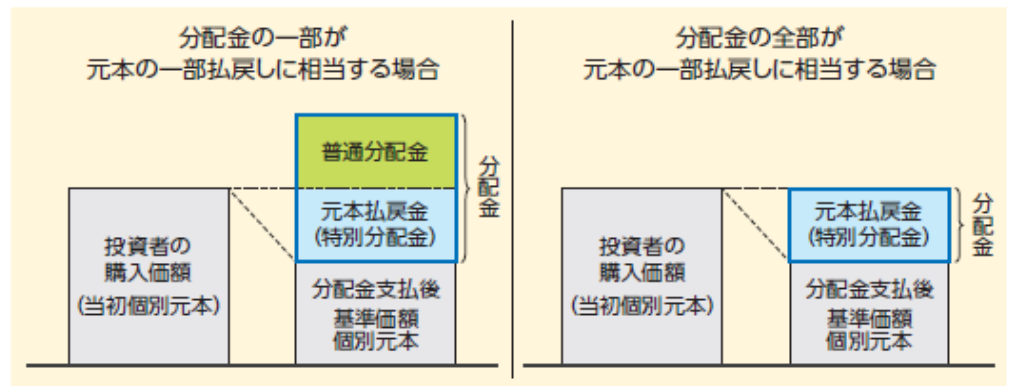 分配金の一部が
元本の一部払戻しに相当する場合
普通分配金
元本払戻金
(特別分配金)
分配金
投資者の
購入価額
(当初個別元本)
分配金支払後
基準価額
個別元本
分配金の全部が
元本の一部払戻しに相当する場合
元本払戻金
(特別分配金)
分配金
投資者の
購入価額
(当初個別元本)
分配金支払後
基準価額
個別元本